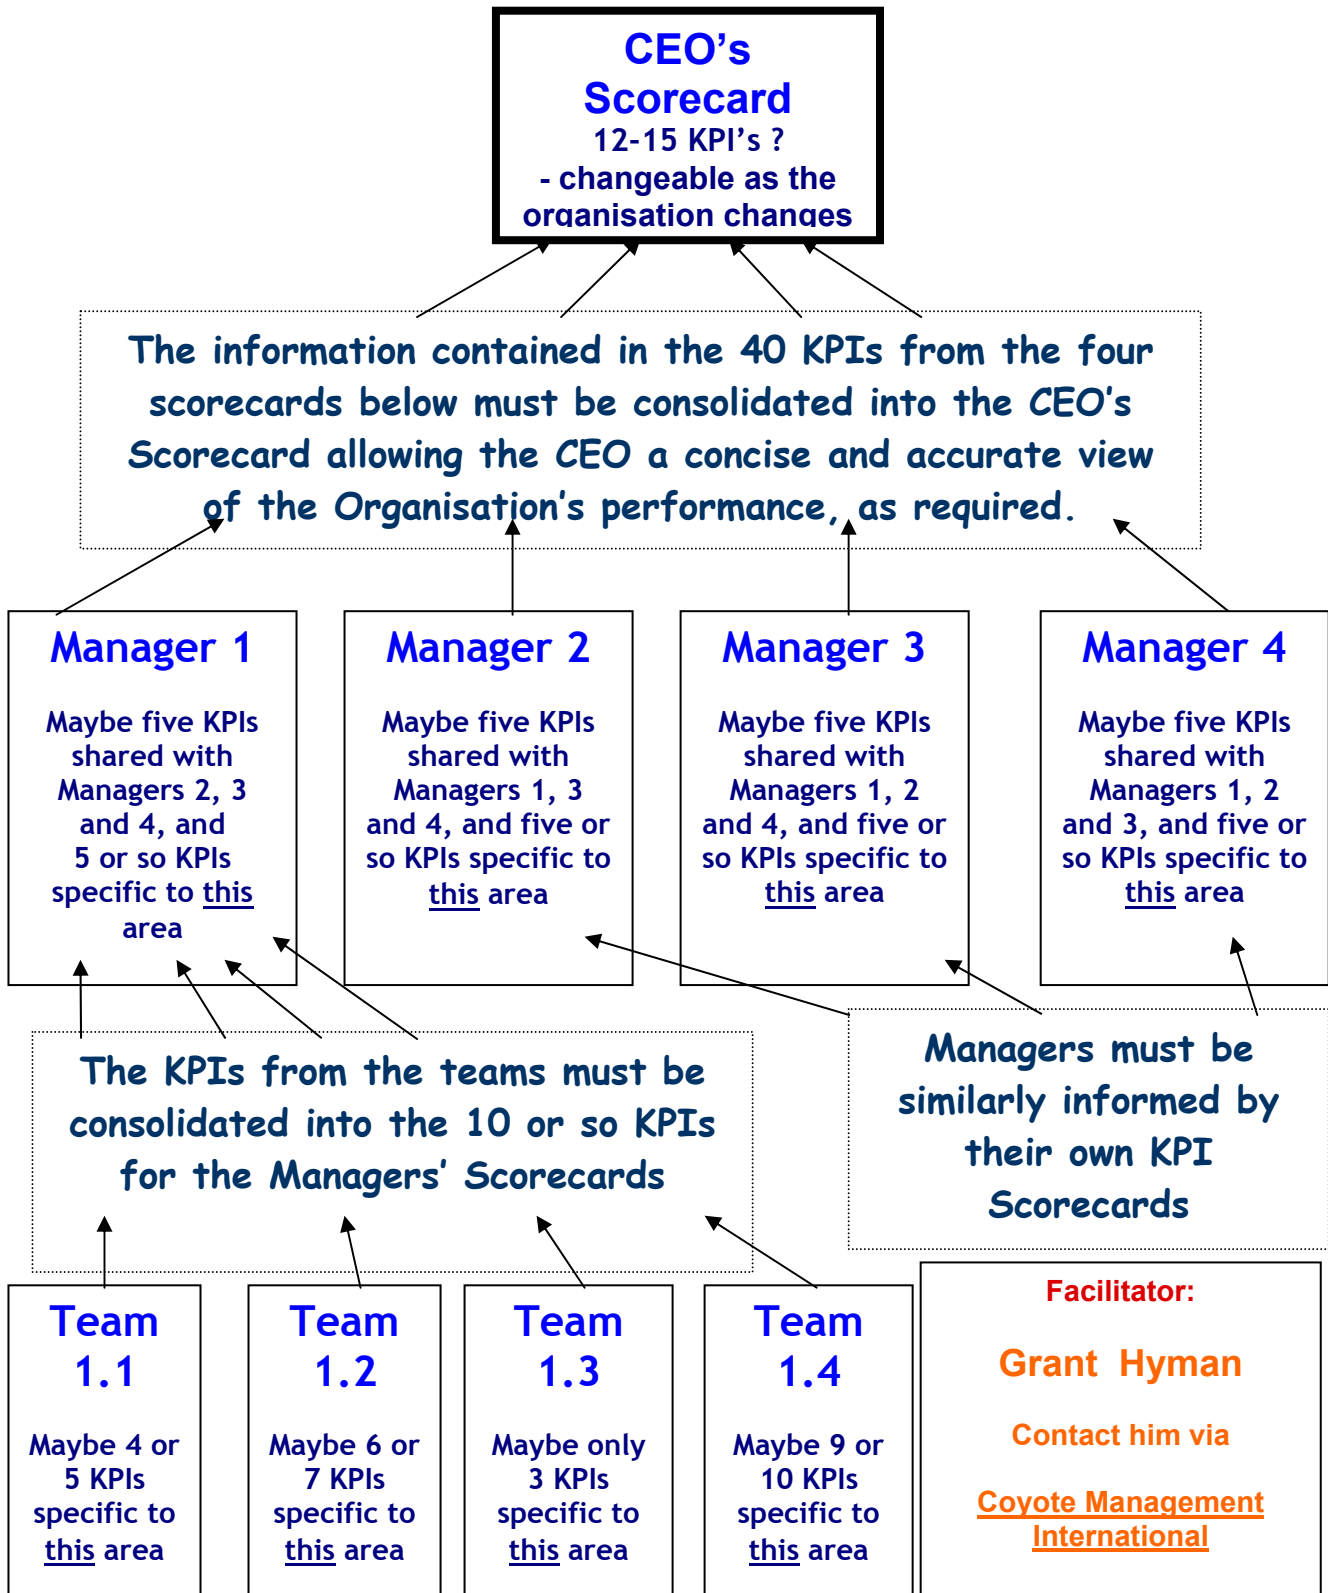 CEO's
Scorecard
12-15 KPI's ?
- changeable as the
organisation changes
The information contained in the 40 KPIs from the four
scorecards below must be consolidated into the CEO's
Scorecard allowing the CEO a concise and accurate view
of the Organisation's performance, as required.
Manager 1
Maybe five KPIs
shared with
Managers 2, 3
and 4, and
5 or so KPIs
specific to this
area
Manager 2
Maybe five KPIs
shared with
Managers 1, 3
and 4, and five or
so KPIs specific to
this area
Manager 3
Maybe five KPIs
shared with
Managers 1, 2
and 4, and five or
so KPIs specific to
this area
Manager 4
Maybe five KPIs
shared with
Managers 1, 2
and 3, and five or
so KPIs specific to
this area
The KPIs from the teams must be
consolidated into the 10 or so KPIs
for the Managers' Scorecards
Managers must be
similarly informed by
their own KPI
Scorecards
Team
1.1
Maybe 4 or
5 KPIs
specific to
this area
Team
1.2
Maybe 6 or
7 KPIs
specific to
this area
Team
1.3
Maybe only
3 KPIs
specific to
this area
Team
1.4
Maybe 9 or
10 KPIs
specific to
this area
Facilitator:
Grant Hyman
Contact him via
Coyote Management
International